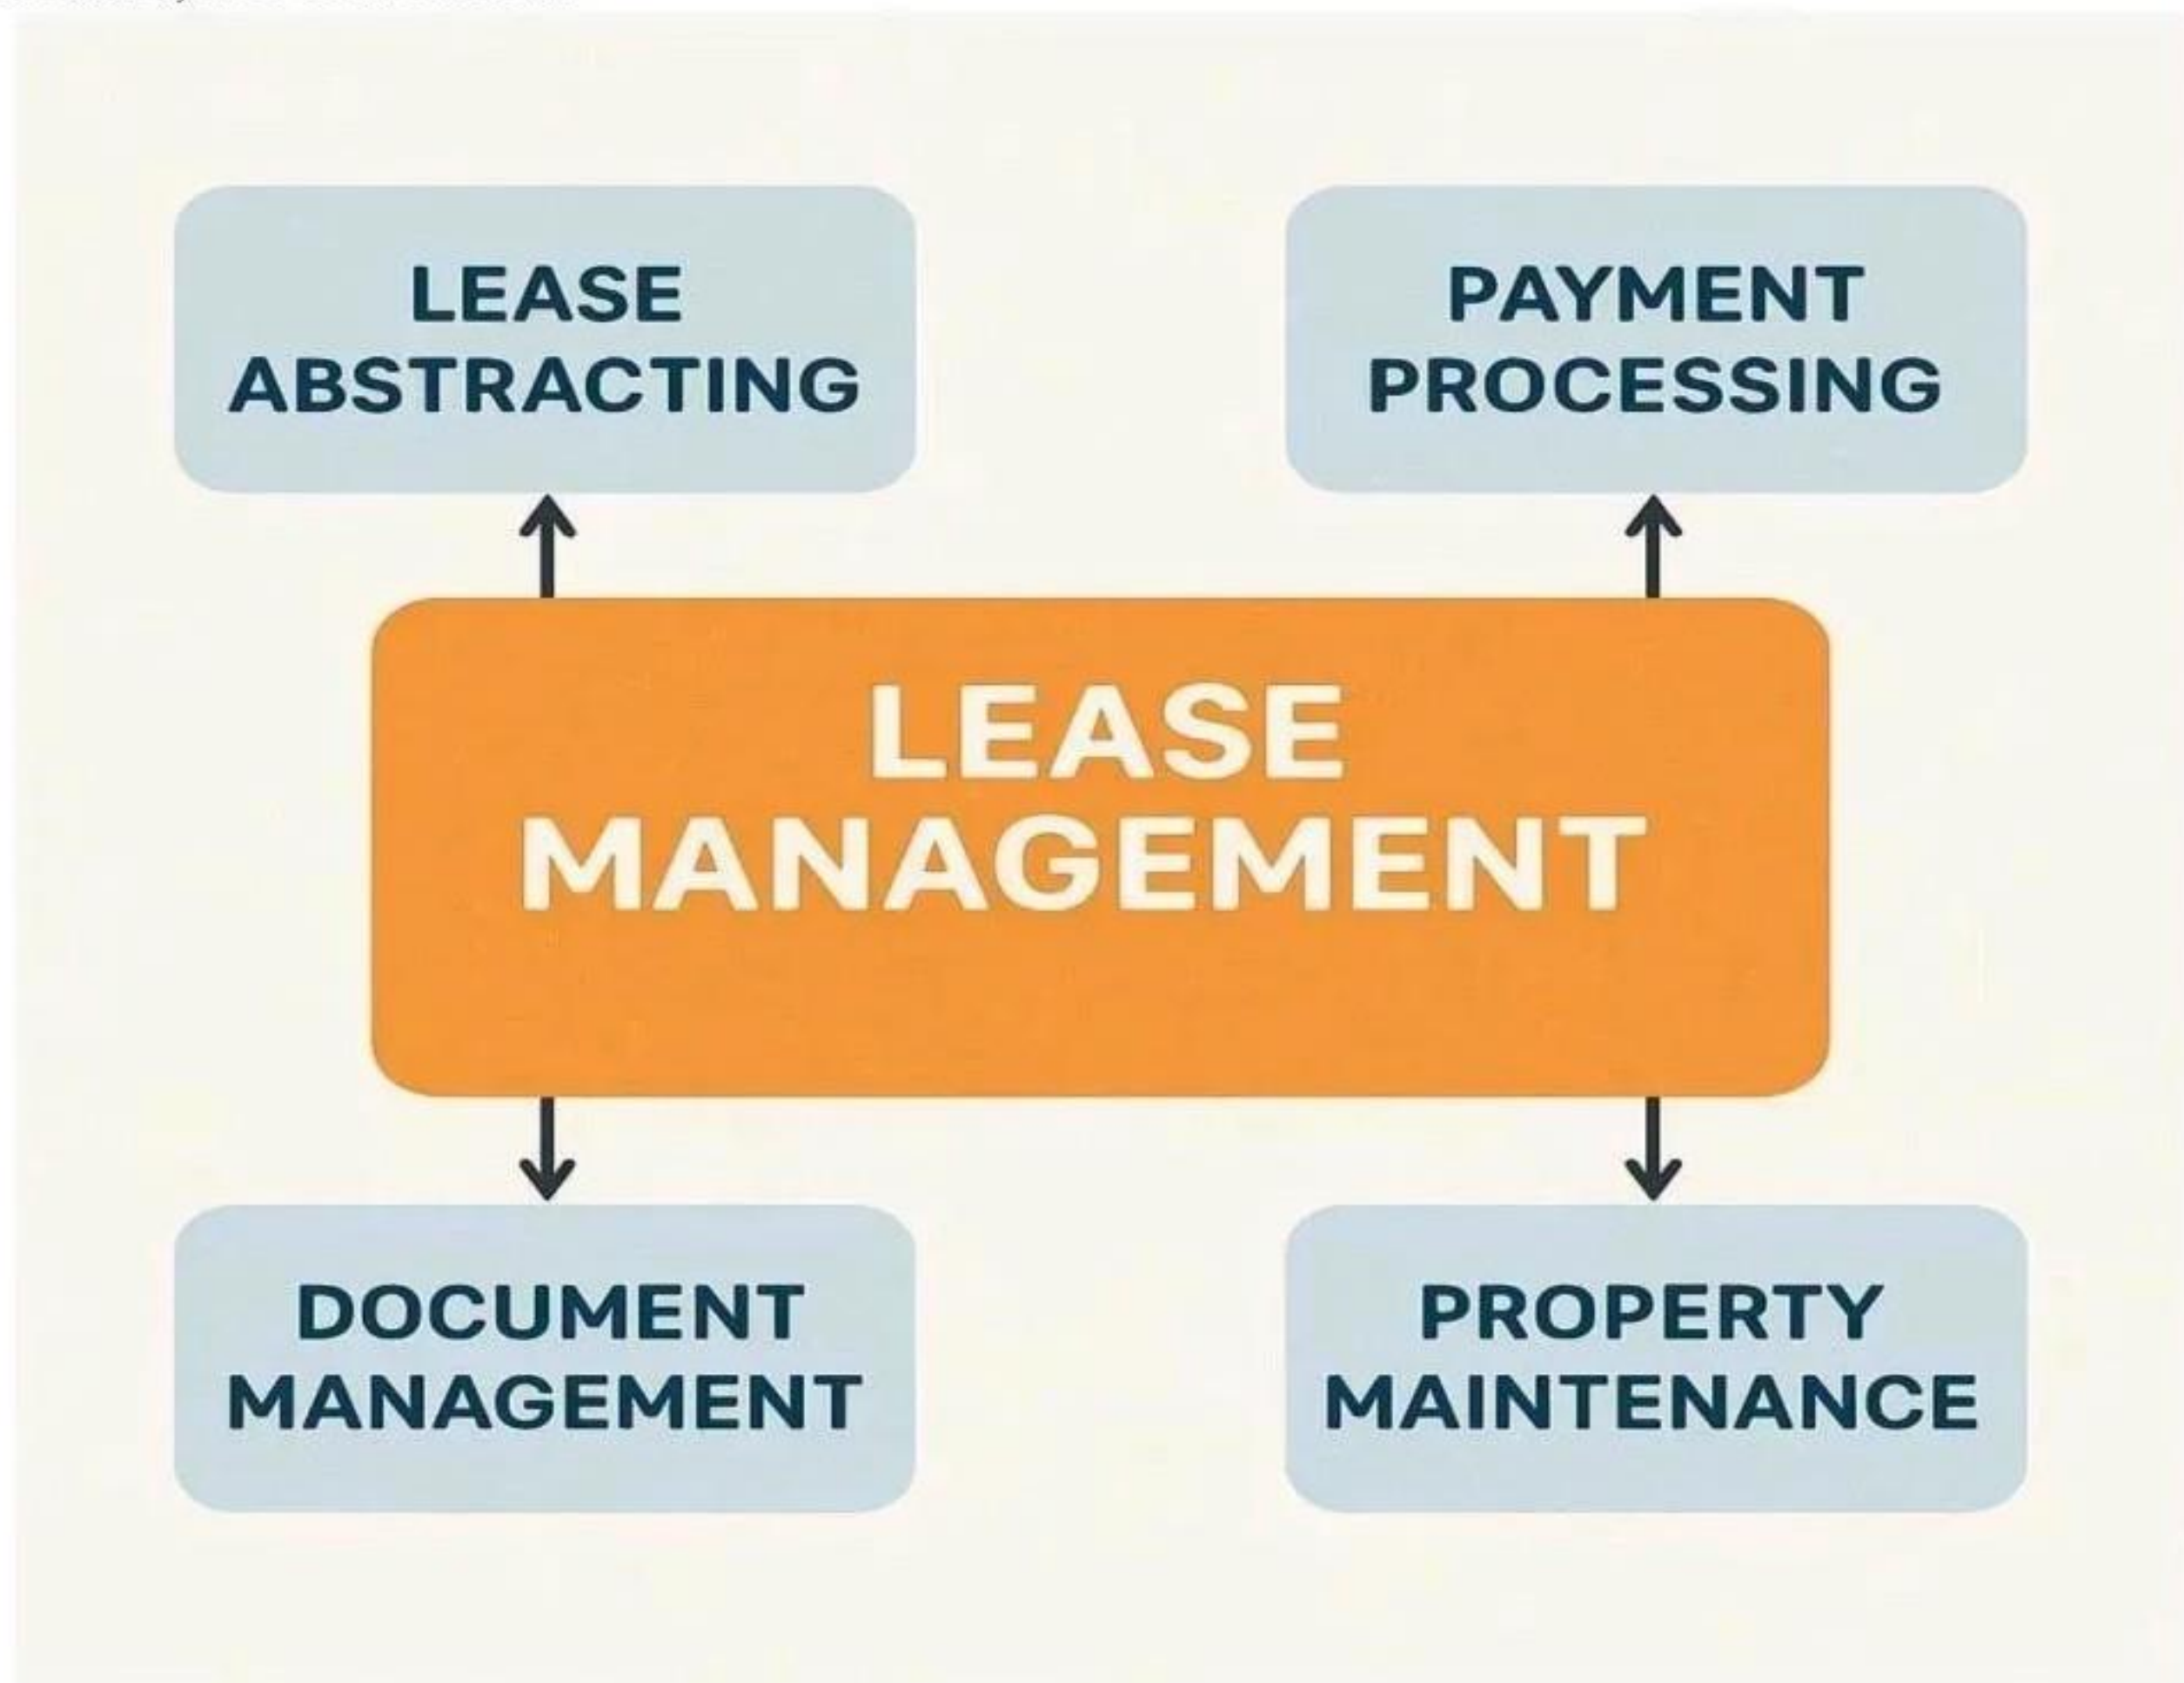 LEASE
ABSTRACTING
PAYMENT
PROCESSING
LEASE
MANAGEMENT
DOCUMENT
MANAGEMENT
PROPERTY
MAINTENANCE